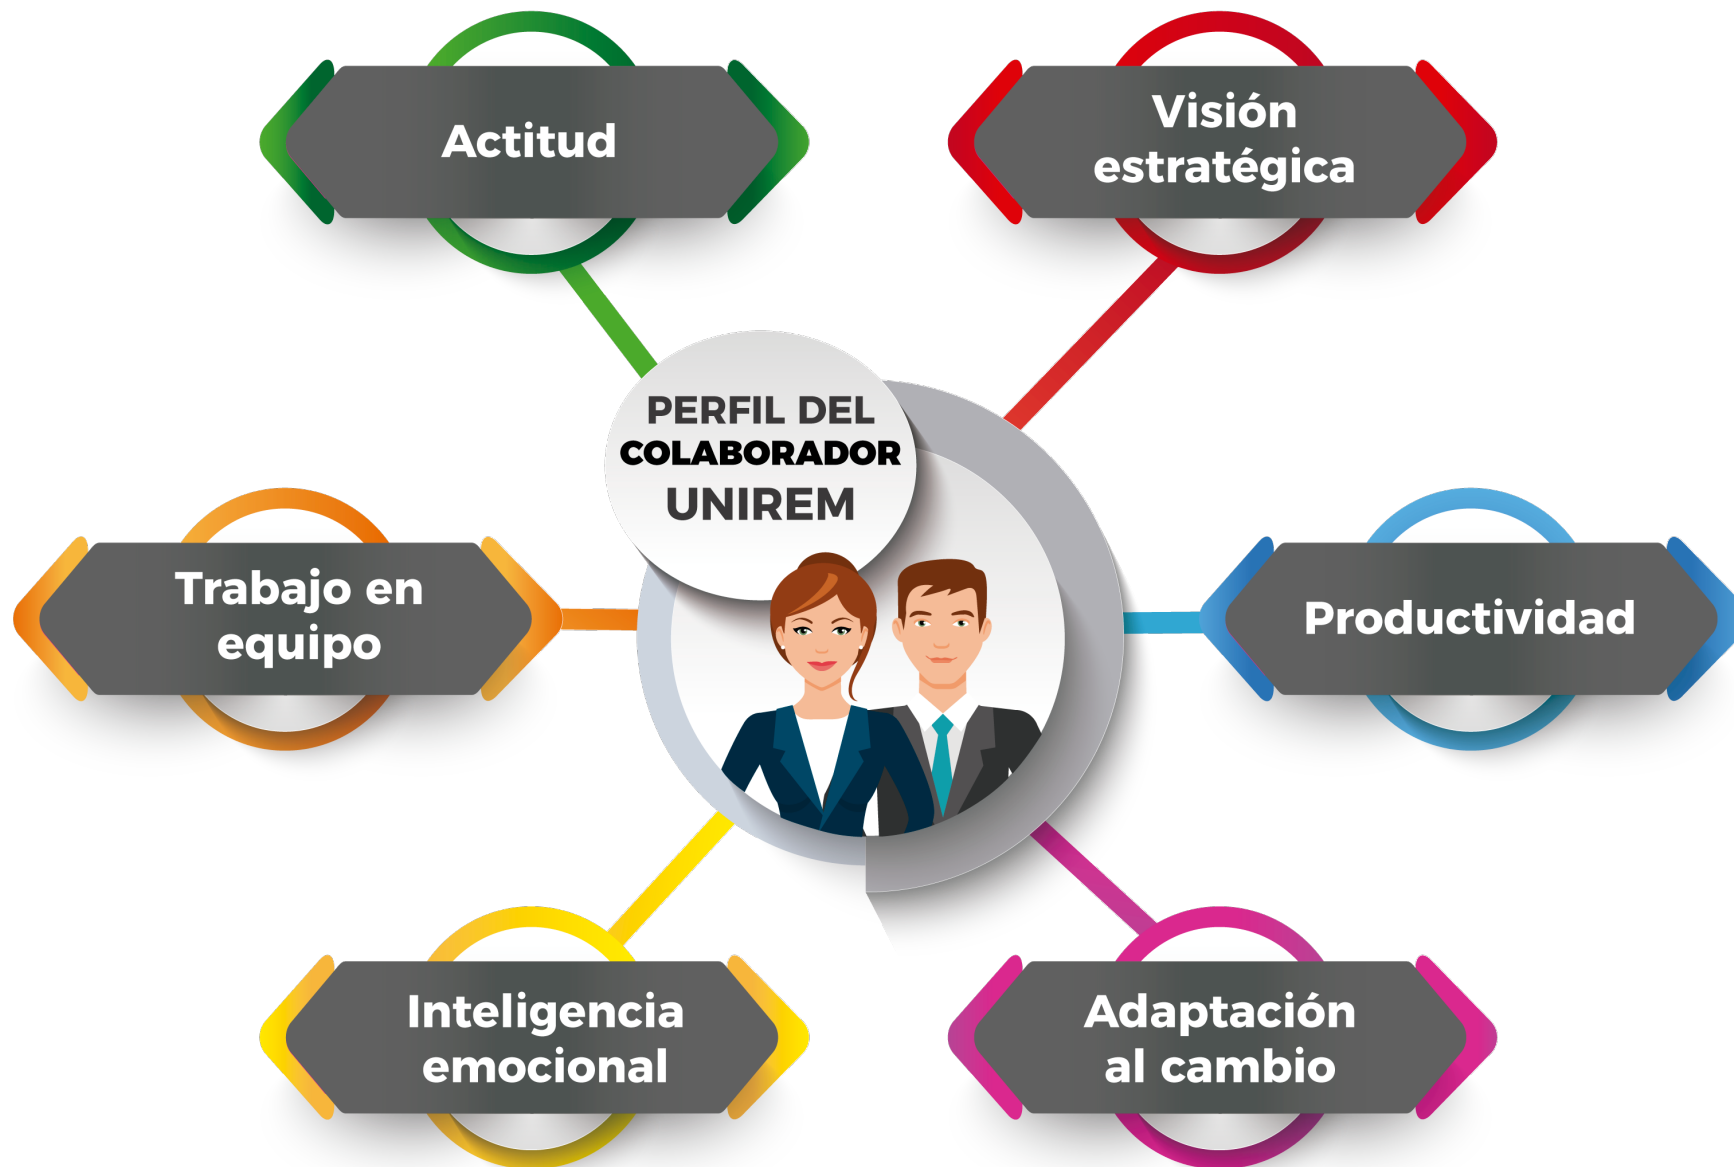 Actitud
Visión
estratégica
PERFIL DEL
COLABORADOR
UNIREM
Trabajo en
equipo
Productividad
Inteligencia
emocional
Adaptación
al cambio